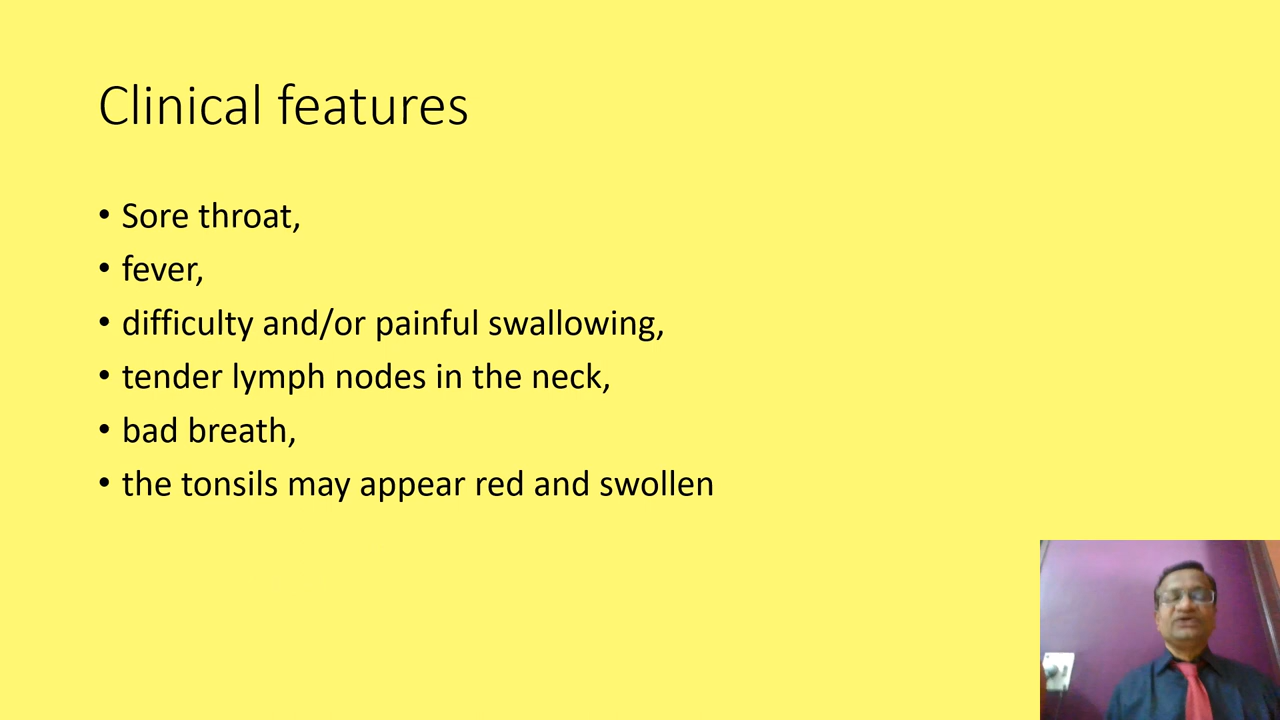 Clinical features
• Sore throat,
• fever,
• difficulty and/or painful swallowing,
• tender lymph nodes in the neck,
• bad breath,
• the tonsils may appear red and swollen